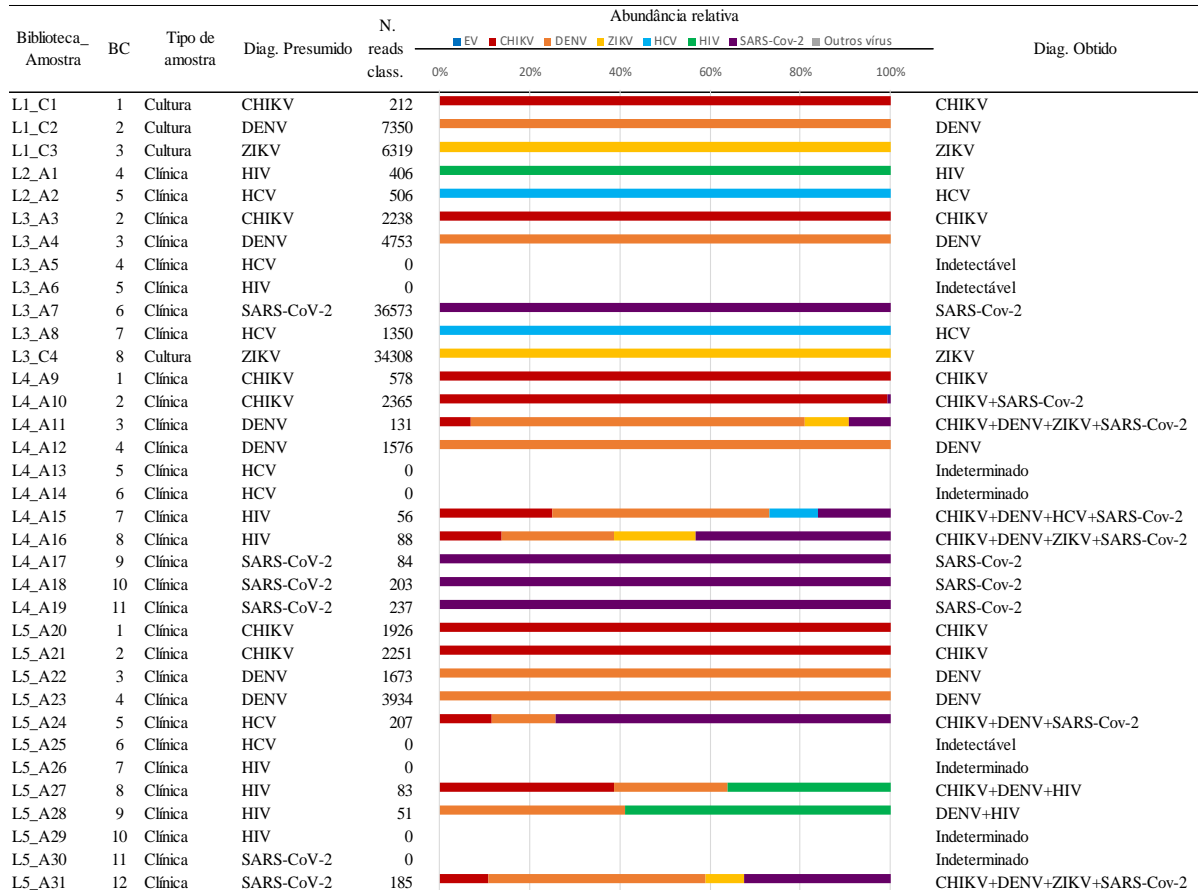 Abundância relativa
Biblioteca_ Amostra BC Tipo de amostra Diag. Presumido N. reads class. Diag. Obtido
EV CHIKV DENV ZIKV HCV HIV SARS-Cov-2 Outros vírus
0% 20% 40% 60% 80% 100%
L1_C1 1 Cultura CHIKV 212 CHIKV
L1_C2 2 Cultura DENV 7350 DENV
L1_C3 3 Cultura ZIKV 6319 ZIKV
L2_A1 4 Clínica HIV 406 HIV
L2_A2 5 Clínica HCV 506 HCV
L3_A3 2 Clínica CHIKV 2238 CHIKV
L3_A4 3 Clínica DENV 4753 DENV
L3_A5 4 Clínica HCV 0 Indetectável
L3_A6 5 Clínica HIV 0 Indetectável
L3_A7 6 Clínica SARS-CoV-2 36573 SARS-Cov-2
L3_A8 7 Clínica HCV 1350 HCV
L3_C4 8 Cultura ZIKV 34308 ZIKV
L4_A9 1 Clínica CHIKV 578 CHIKV
L4_A10 2 Clínica CHIKV 2365 CHIKV+SARS-Cov-2
L4_A11 3 Clínica DENV 131 CHIKV+DENV+ZIKV+SARS-Cov-2
L4_A12 4 Clínica DENV 1576 DENV
L4_A13 5 Clínica HCV 0 Indeterminado
L4_A14 6 Clínica HCV 0 Indeterminado
L4_A15 7 Clínica HIV 56 CHIKV+DENV+HCV+SARS-Cov-2
L4_A16 8 Clínica HIV 88 CHIKV+DENV+ZIKV+SARS-Cov-2
L4_A17 9 Clínica SARS-CoV-2 84 SARS-Cov-2
L4_A18 10 Clínica SARS-CoV-2 203 SARS-Cov-2
L4_A19 11 Clínica SARS-CoV-2 237 SARS-Cov-2
L5_A20 1 Clínica CHIKV 1926 CHIKV
L5_A21 2 Clínica CHIKV 2251 CHIKV
L5_A22 3 Clínica DENV 1673 DENV
L5_A23 4 Clínica DENV 3934 DENV
L5_A24 5 Clínica HCV 207 CHIKV+DENV+SARS-Cov-2
L5_A25 6 Clínica HCV 0 Indetectável
L5_A26 7 Clínica HIV 0 Indeterminado
L5_A27 8 Clínica HIV 83 CHIKV+DENV+HIV
L5_A28 9 Clínica HIV 51 DENV+HIV
L5_A29 10 Clínica HIV 0 Indeterminado
L5_A30 11 Clínica SARS-CoV-2 0 Indeterminado
L5_A31 12 Clínica SARS-CoV-2 185 CHIKV+DENV+ZIKV+SARS-Cov-2